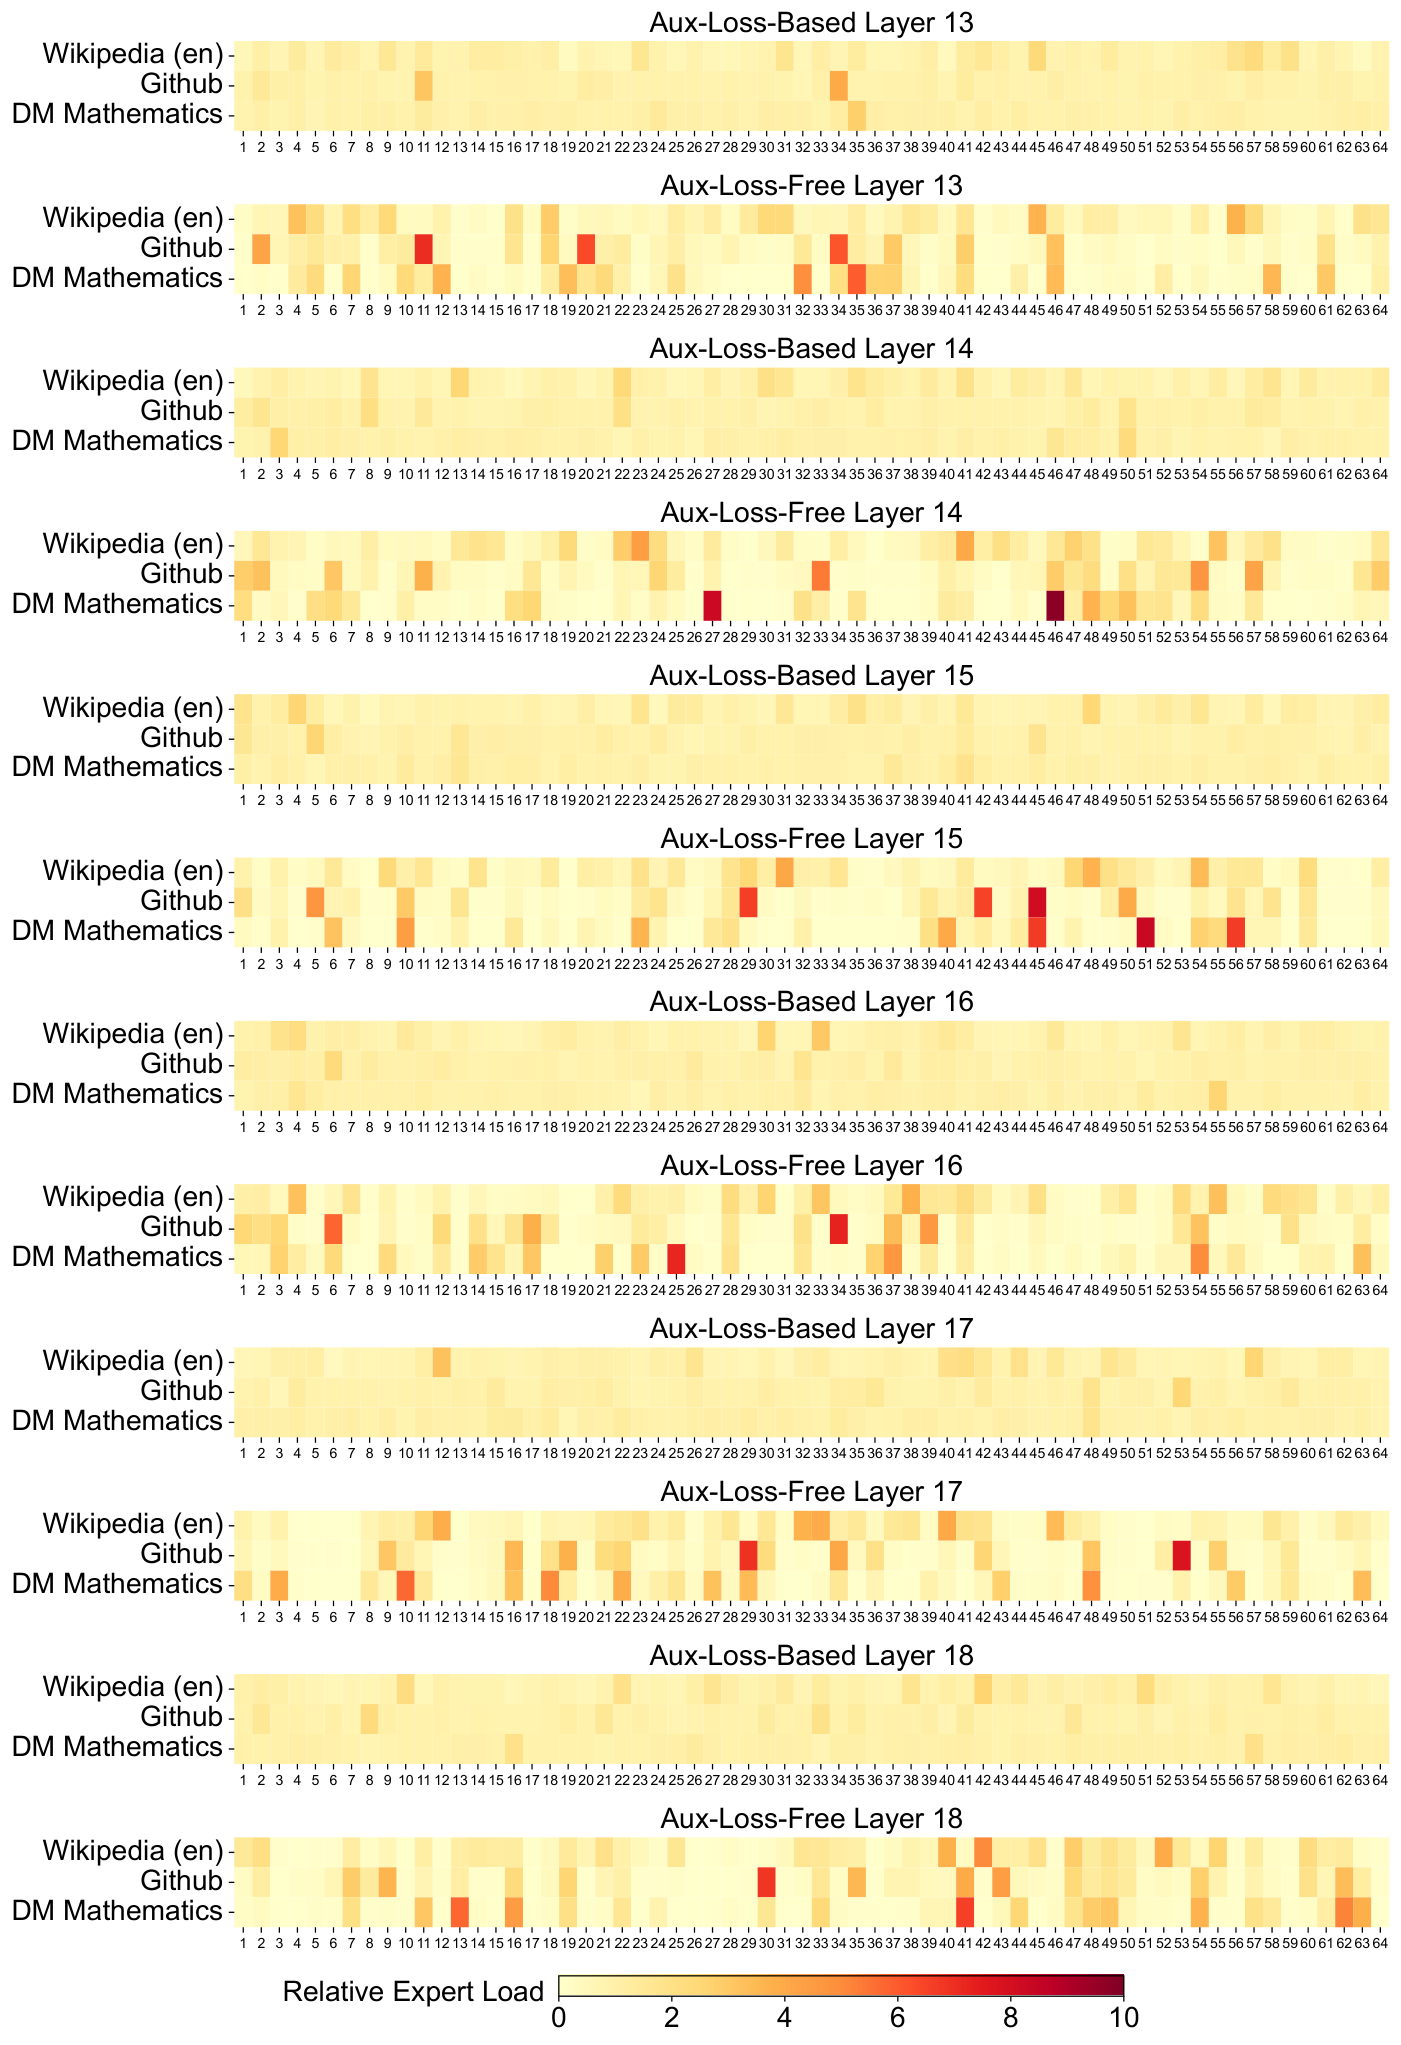 Aux-Loss-Based Layer 13
Wikipedia (en)
Github
DM Mathematics
1 2 3 4 5 6 7 8 9 10 11 12 13 14 15 16 17 18 19 20 21 22 23 24 25 26 27 28 29 30 31 32 33 34 35 36 37 38 39 40 41 42 43 44 45 46 47 48 49 50 51 52 53 54 55 56 57 58 59 60 61 62 63 64
Aux-Loss-Free Layer 13
Wikipedia (en)
Github
DM Mathematics
1 2 3 4 5 6 7 8 9 10 11 12 13 14 15 16 17 18 19 20 21 22 23 24 25 26 27 28 29 30 31 32 33 34 35 36 37 38 39 40 41 42 43 44 45 46 47 48 49 50 51 52 53 54 55 56 57 58 59 60 61 62 63 64
Aux-Loss-Based Layer 14
Wikipedia (en)
Github
DM Mathematics
1 2 3 4 5 6 7 8 9 10 11 12 13 14 15 16 17 18 19 20 21 22 23 24 25 26 27 28 29 30 31 32 33 34 35 36 37 38 39 40 41 42 43 44 45 46 47 48 49 50 51 52 53 54 55 56 57 58 59 60 61 62 63 64
Aux-Loss-Free Layer 14
Wikipedia (en)
Github
DM Mathematics
1 2 3 4 5 6 7 8 9 10 11 12 13 14 15 16 17 18 19 20 21 22 23 24 25 26 27 28 29 30 31 32 33 34 35 36 37 38 39 40 41 42 43 44 45 46 47 48 49 50 51 52 53 54 55 56 57 58 59 60 61 62 63 64
Aux-Loss-Based Layer 15
Wikipedia (en)
Github
DM Mathematics
1 2 3 4 5 6 7 8 9 10 11 12 13 14 15 16 17 18 19 20 21 22 23 24 25 26 27 28 29 30 31 32 33 34 35 36 37 38 39 40 41 42 43 44 45 46 47 48 49 50 51 52 53 54 55 56 57 58 59 60 61 62 63 64
Aux-Loss-Free Layer 15
Wikipedia (en)
Github
DM Mathematics
1 2 3 4 5 6 7 8 9 10 11 12 13 14 15 16 17 18 19 20 21 22 23 24 25 26 27 28 29 30 31 32 33 34 35 36 37 38 39 40 41 42 43 44 45 46 47 48 49 50 51 52 53 54 55 56 57 58 59 60 61 62 63 64
Aux-Loss-Based Layer 16
Wikipedia (en)
Github
DM Mathematics
1 2 3 4 5 6 7 8 9 10 11 12 13 14 15 16 17 18 19 20 21 22 23 24 25 26 27 28 29 30 31 32 33 34 35 36 37 38 39 40 41 42 43 44 45 46 47 48 49 50 51 52 53 54 55 56 57 58 59 60 61 62 63 64
Aux-Loss-Free Layer 16
Wikipedia (en)
Github
DM Mathematics
1 2 3 4 5 6 7 8 9 10 11 12 13 14 15 16 17 18 19 20 21 22 23 24 25 26 27 28 29 30 31 32 33 34 35 36 37 38 39 40 41 42 43 44 45 46 47 48 49 50 51 52 53 54 55 56 57 58 59 60 61 62 63 64
Aux-Loss-Based Layer 17
Wikipedia (en)
Github
DM Mathematics
1 2 3 4 5 6 7 8 9 10 11 12 13 14 15 16 17 18 19 20 21 22 23 24 25 26 27 28 29 30 31 32 33 34 35 36 37 38 39 40 41 42 43 44 45 46 47 48 49 50 51 52 53 54 55 56 57 58 59 60 61 62 63 64
Aux-Loss-Free Layer 17
Wikipedia (en)
Github
DM Mathematics
1 2 3 4 5 6 7 8 9 10 11 12 13 14 15 16 17 18 19 20 21 22 23 24 25 26 27 28 29 30 31 32 33 34 35 36 37 38 39 40 41 42 43 44 45 46 47 48 49 50 51 52 53 54 55 56 57 58 59 60 61 62 63 64
Aux-Loss-Based Layer 18
Wikipedia (en)
Github
DM Mathematics
1 2 3 4 5 6 7 8 9 10 11 12 13 14 15 16 17 18 19 20 21 22 23 24 25 26 27 28 29 30 31 32 33 34 35 36 37 38 39 40 41 42 43 44 45 46 47 48 49 50 51 52 53 54 55 56 57 58 59 60 61 62 63 64
Aux-Loss-Free Layer 18
Wikipedia (en)
Github
DM Mathematics
1 2 3 4 5 6 7 8 9 10 11 12 13 14 15 16 17 18 19 20 21 22 23 24 25 26 27 28 29 30 31 32 33 34 35 36 37 38 39 40 41 42 43 44 45 46 47 48 49 50 51 52 53 54 55 56 57 58 59 60 61 62 63 64
Relative Expert Load
0 2 4 6 8 10